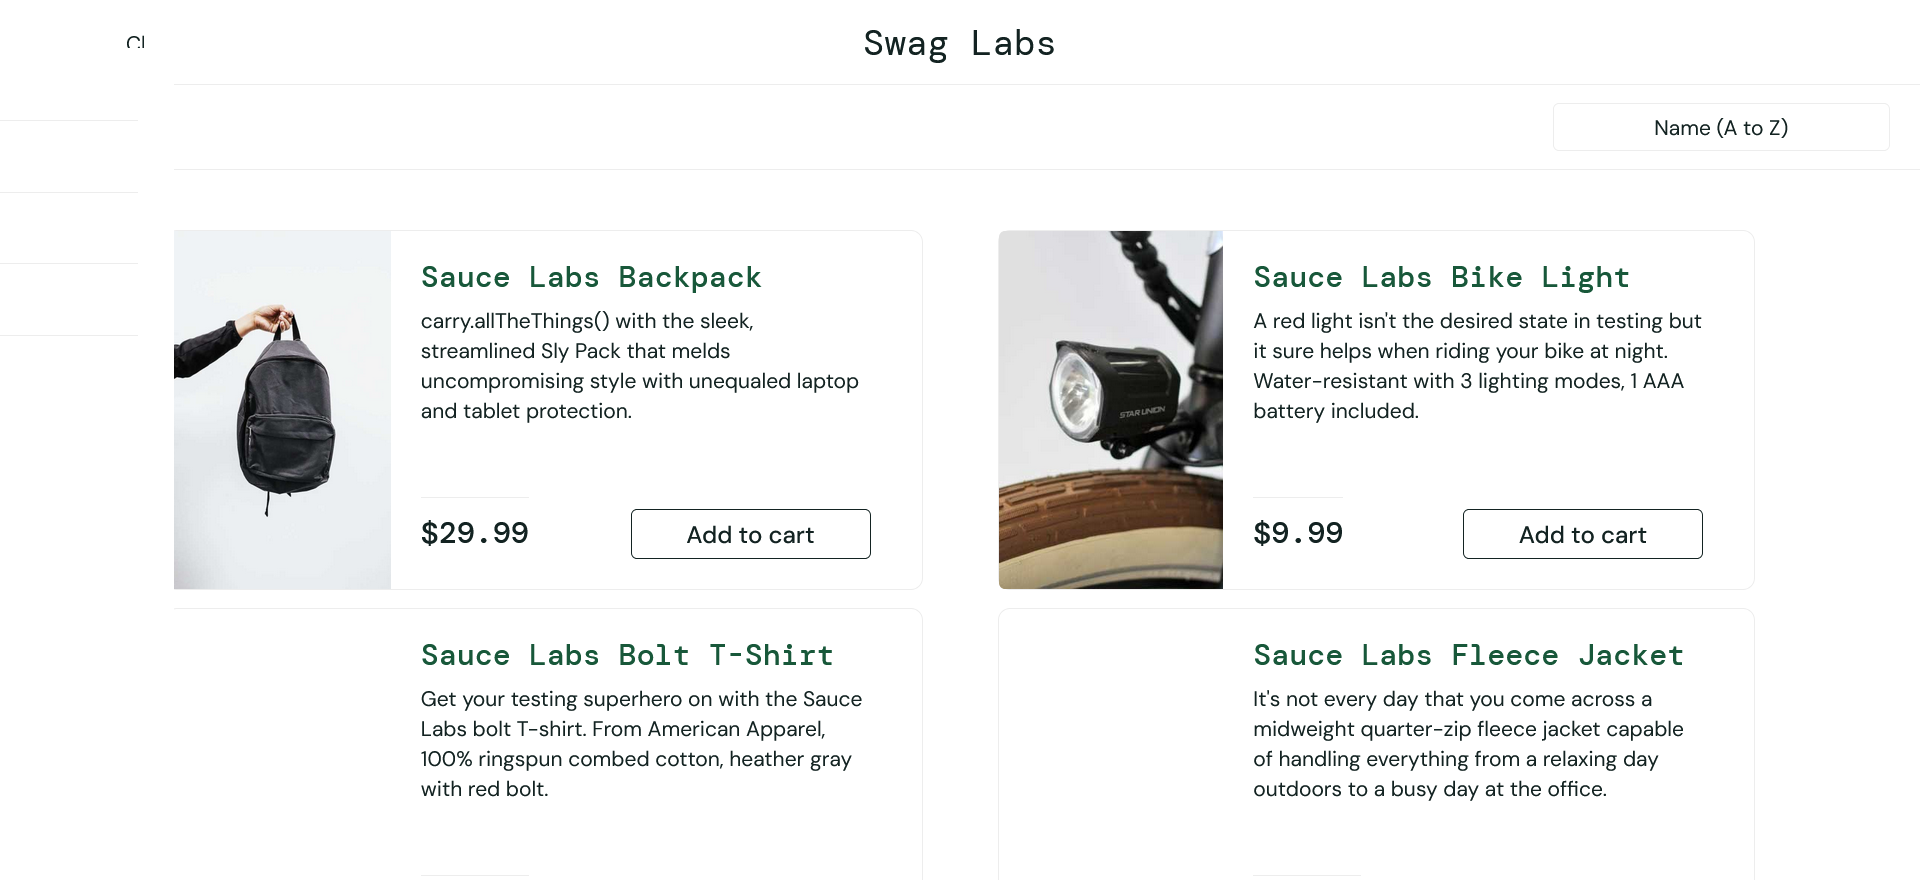 Swag Labs
Name (A to Z)
Sauce Labs Backpack
carry.allTheThings() with the sleek,
streamlined Sly Pack that melds
uncompromising style with unequaled laptop
and tablet protection.
$29.99
Add to cart
Sauce Labs Bike Light
A red light isn't the desired state in testing but
it sure helps when riding your bike at night.
Water-resistant with 3 lighting modes, 1 AAA
battery included.
STAR UNION
$9.99
Add to cart
Sauce Labs Bolt T-Shirt
Get your testing superhero on with the Sauce
Labs bolt T-shirt. From American Apparel,
100% ringspun combed cotton, heather gray
with red bolt.
Sauce Labs Fleece Jacket
It's not every day that you come across a
midweight quarter-zip fleece jacket capable
of handling everything from a relaxing day
outdoors to a busy day at the office.